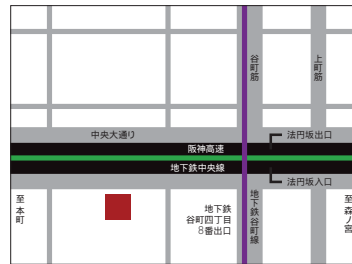 谷町筋
上町筋
中央大通り
法円坂出口
阪神高速
地下鉄中央線
法円坂入口
至本町
地下鉄
谷町四丁目
8番出口
地下鉄谷町線
至森ノ宮